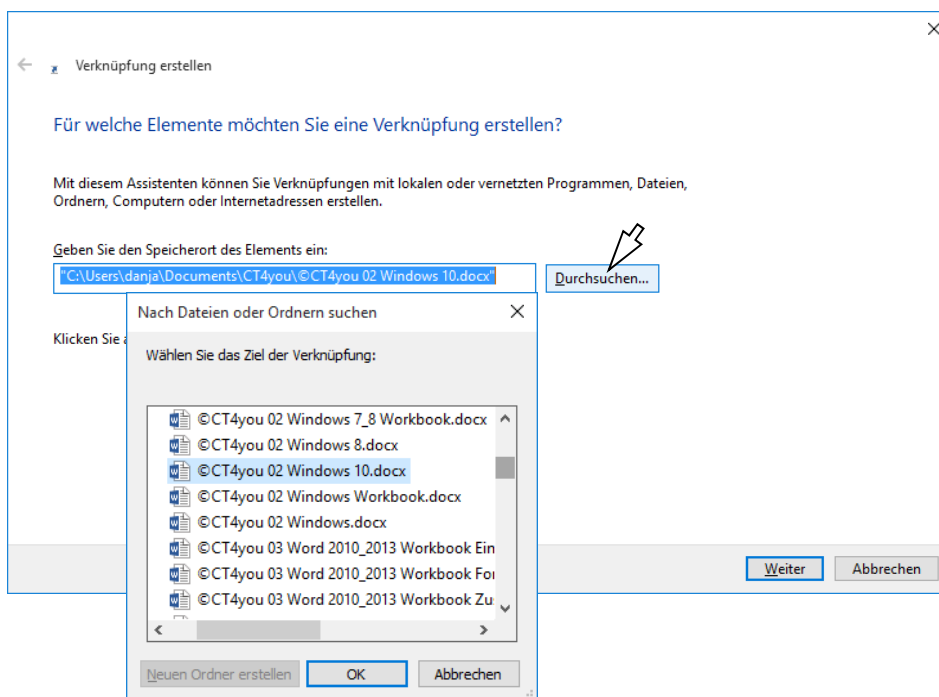 Verknüpfung erstellen
Für welche Elemente möchten Sie eine Verknüpfung erstellen?
Mit diesem Assistenten können Sie Verknüpfungen mit lokalen oder vernetzten Programmen, Dateien,
Ordnern, Computern oder Internetadressen erstellen.
Geben Sie den Speicherort des Elements ein:
"C:\Users\danja\Documents\CT4you\©CT4you 02 Windows 10.docx"
Durchsuchen...
Klicken Sie
Nach Dateien oder Ordnern suchen
Wählen Sie das Ziel der Verknüpfung:
©CT4you 02 Windows 7_8 Workbook.docx
©CT4you 02 Windows 8.docx
©CT4you 02 Windows 10.docx
©CT4you 02 Windows Workbook.docx
©CT4you 02 Windows.docx
©CT4you 03 Word 2010_2013 Workbook Ein
©CT4you 03 Word 2010_2013 Workbook For
©CT4you 03 Word 2010_2013 Workbook Zu
Neuen Ordner erstellen
OK
Abbrechen
Weiter
Abbrechen